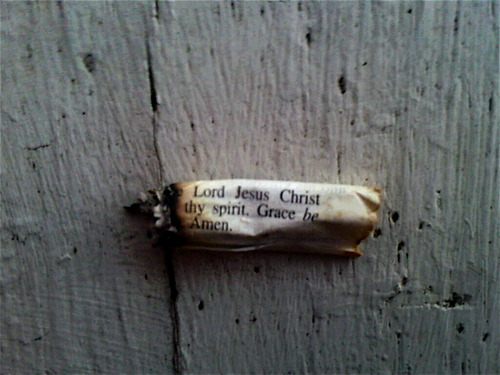 Lord Jesus Christ
thy spirit. Grace be
Amen.